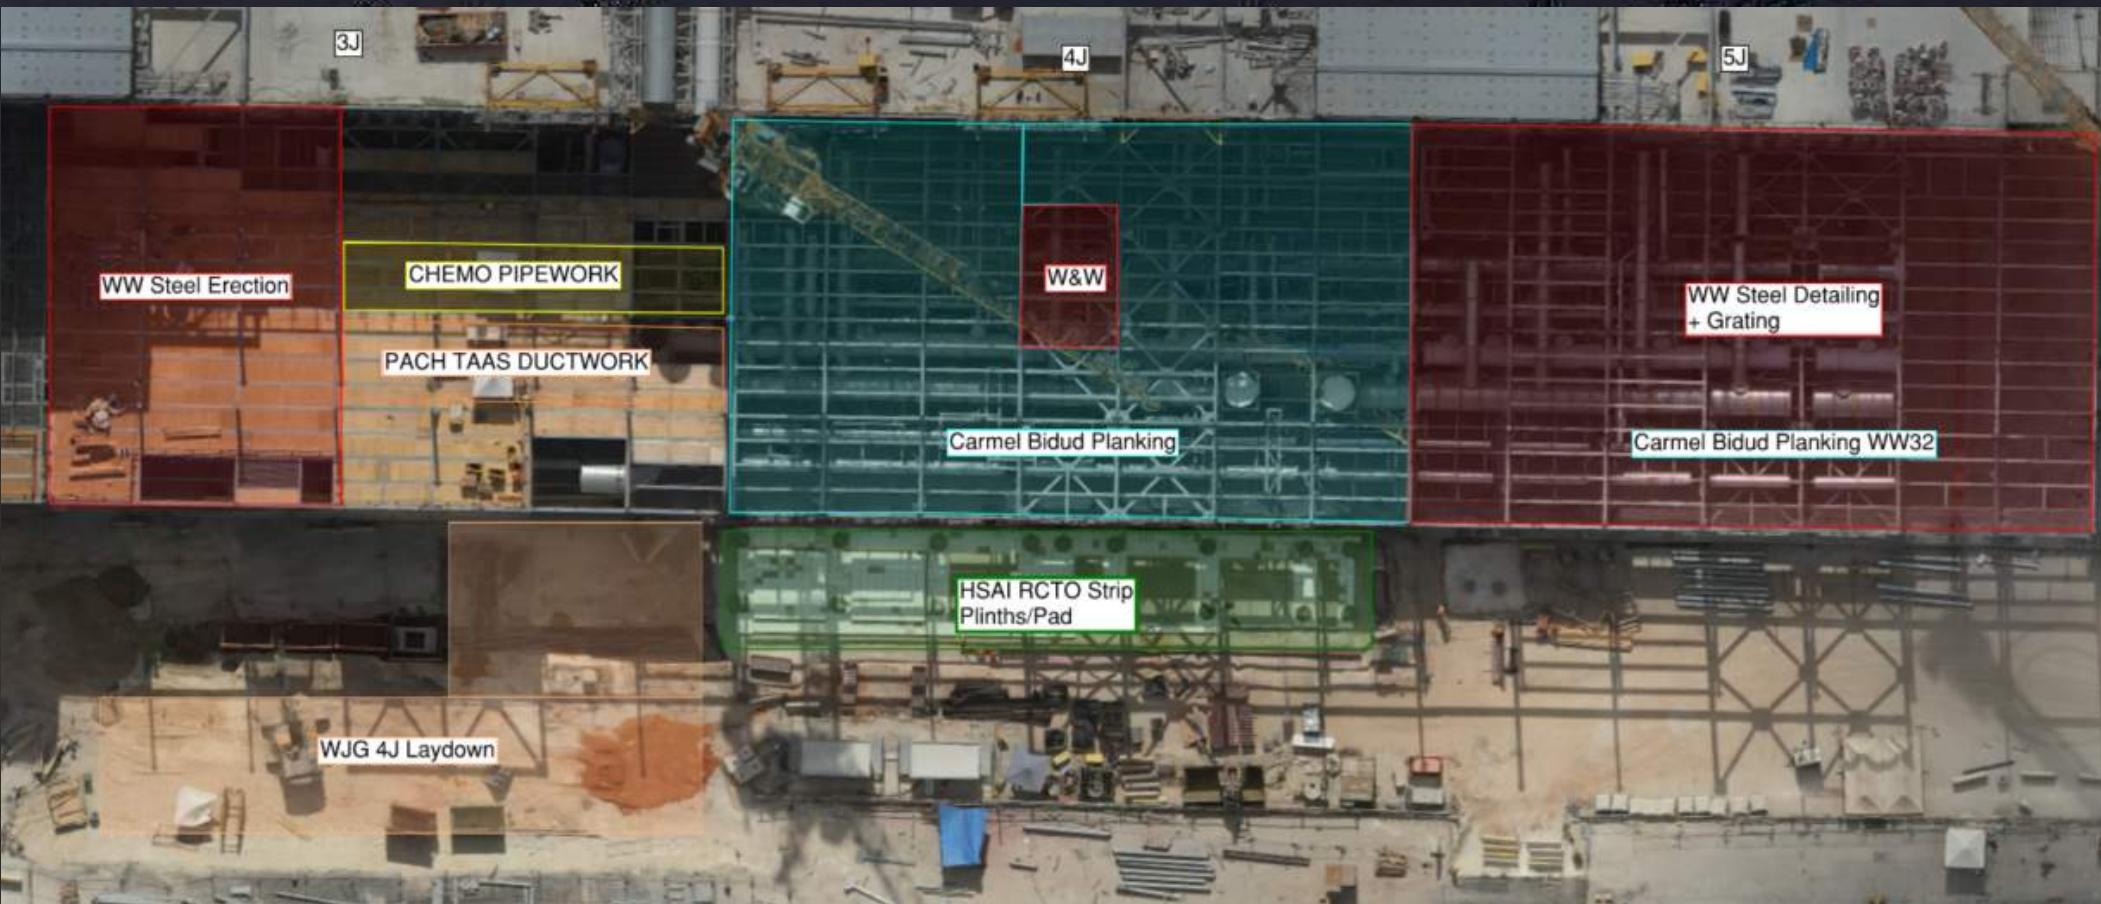 3J
4J
5J
WW Steel Erection
CHEMO PIPEWORK
PACH TAAS DUCTWORK
W&W
Carmel Bidud Planking
WW Steel Detailing
+ Grating
Carmel Bidud Planking WW32
HSAI RCTO Strip
Plinths/Pad
WJG 4J Laydown